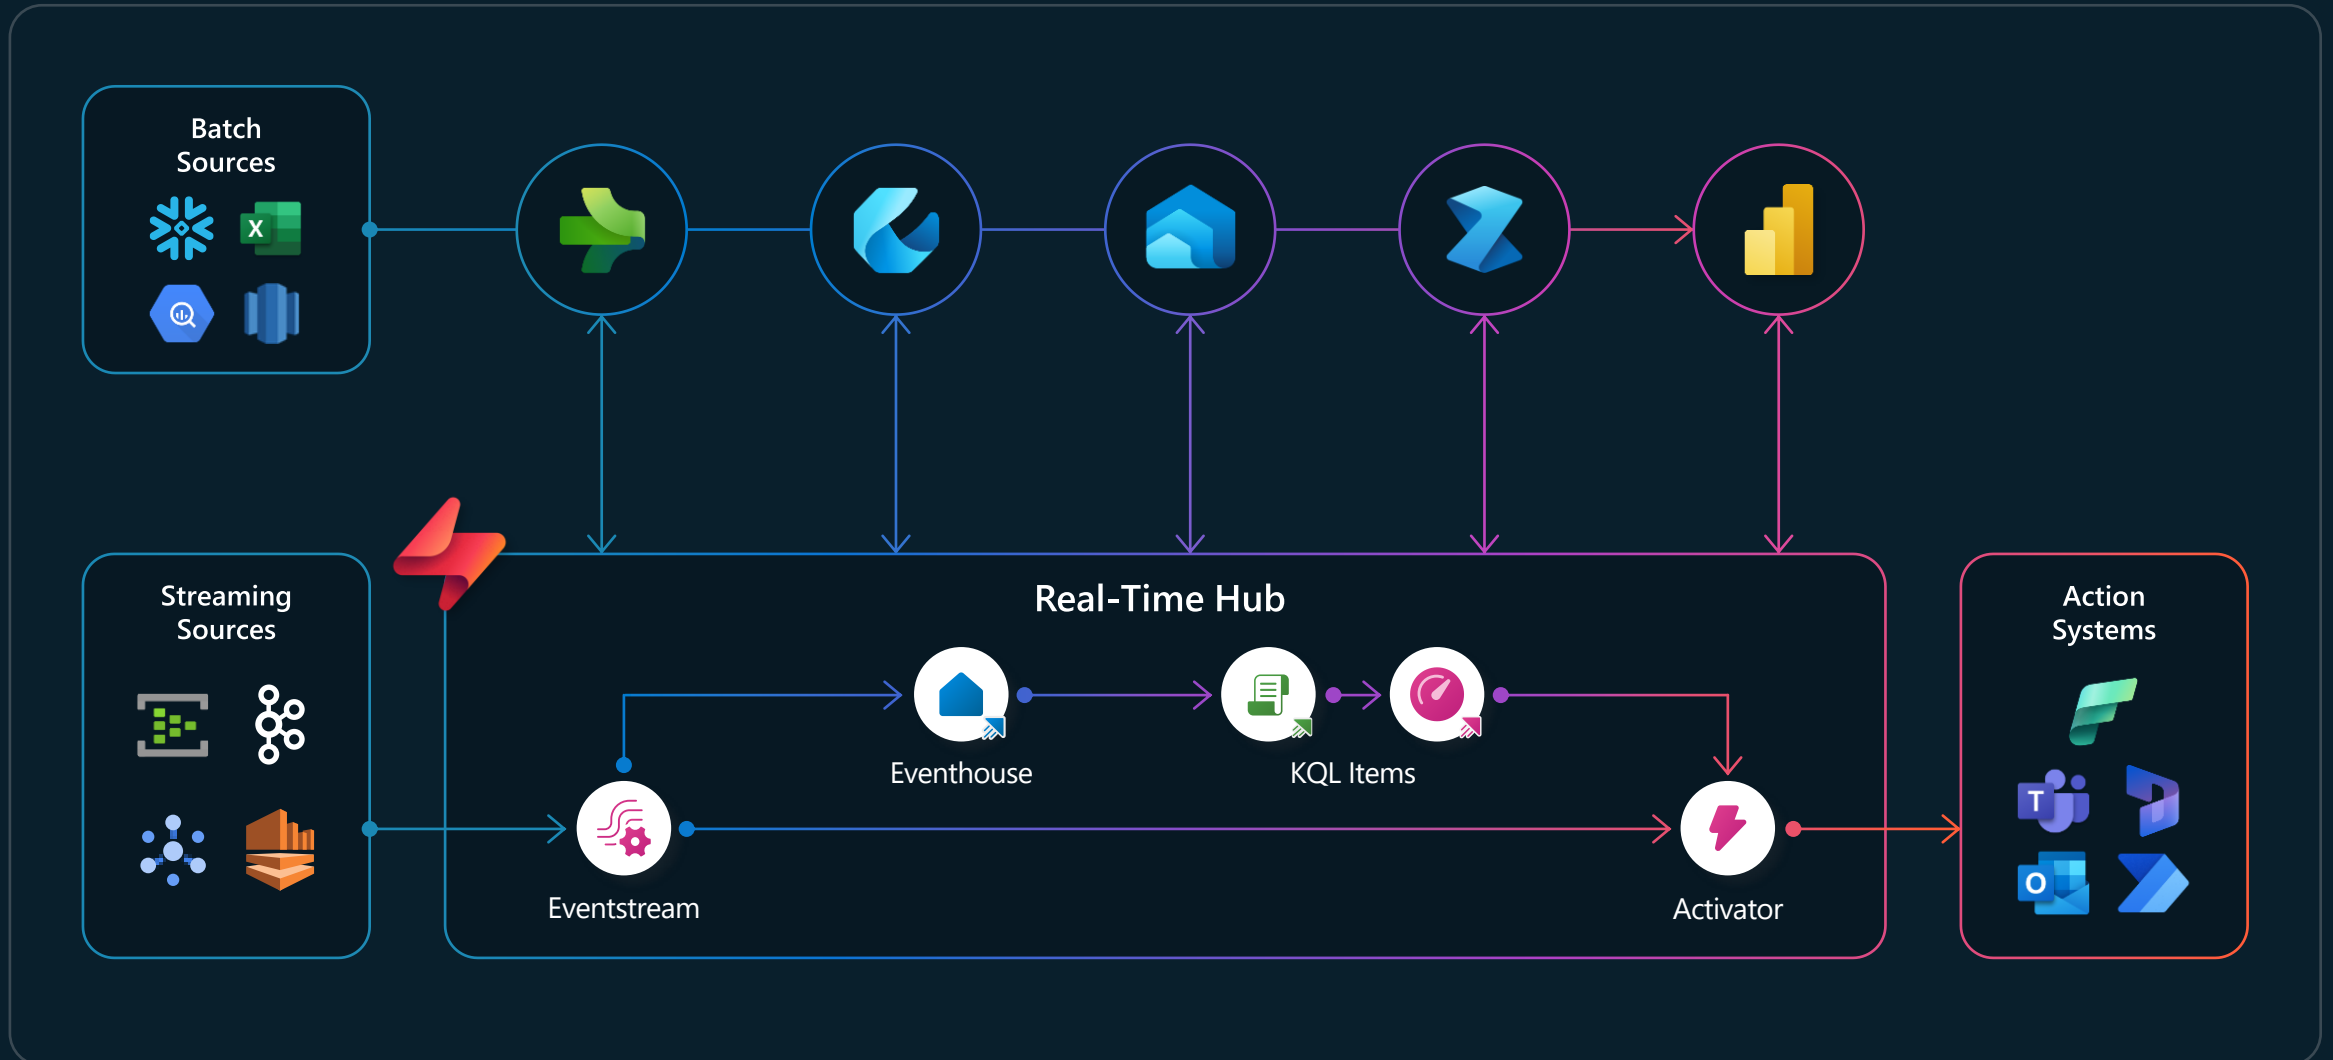 Batch
Sources
X
Streaming
Sources
Real-Time Hub
Eventhouse
KQL Items
Eventstream
Activator
Action
Systems
T
O